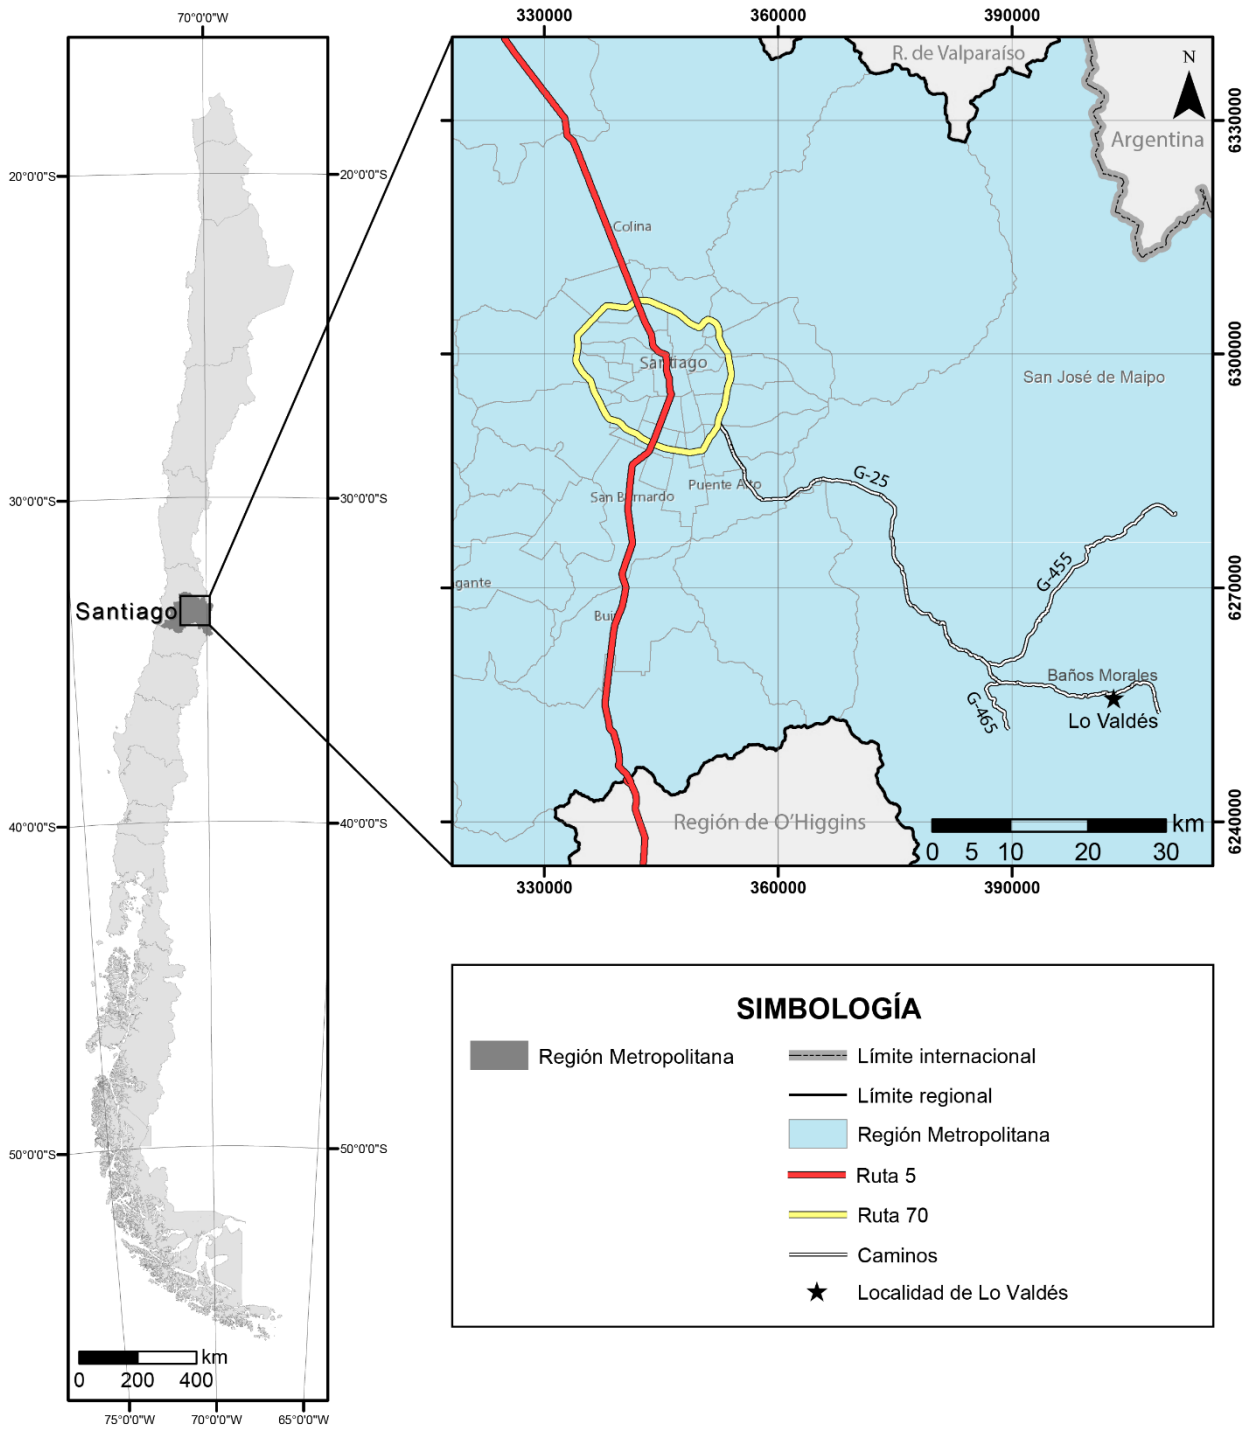 70°0'0"W
20°0'0"S
20°0'0"S
30°0'0"S
30°0'0"S
Santiago
40°0'0"S
40°0'0"S
50°0'0"S
50°0'0"S
km
0 200 400
75°0'0"W 70°0'0"W 65°0'0"W
330000 360000 390000
R. de Valparaíso
N
6330000
Argentina
Colina
6300000
Santiago
San José de Maipo
G-25
Puente Alto
San Bernardo
G-455
6270000
gante
Buin
Baños Morales
G-465
Lo Valdés
Región de O'Higgins
6240000
km
0 5 10 20 30
330000 360000 390000
SIMBOLOGÍA
Región Metropolitana
Límite internacional
Límite regional
Región Metropolitana
Ruta 5
Ruta 70
Caminos
Localidad de Lo Valdés